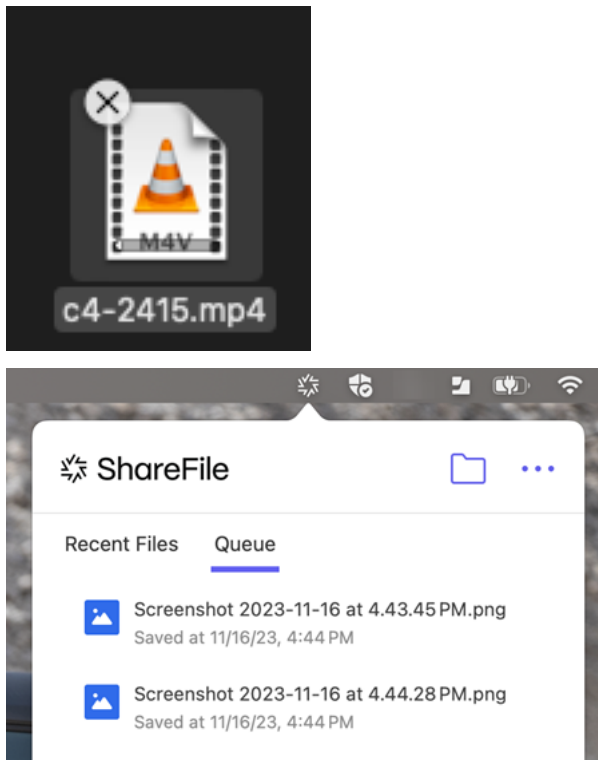 M4V
c4-2415.mp4
ShareFile
Recent Files
Queue
Screenshot 2023-11-16 at 4.43.45 PM.png
Saved at 11/16/23, 4:44 PM
Screenshot 2023-11-16 at 4.44.28 PM.png
Saved at 11/16/23, 4:44 PM